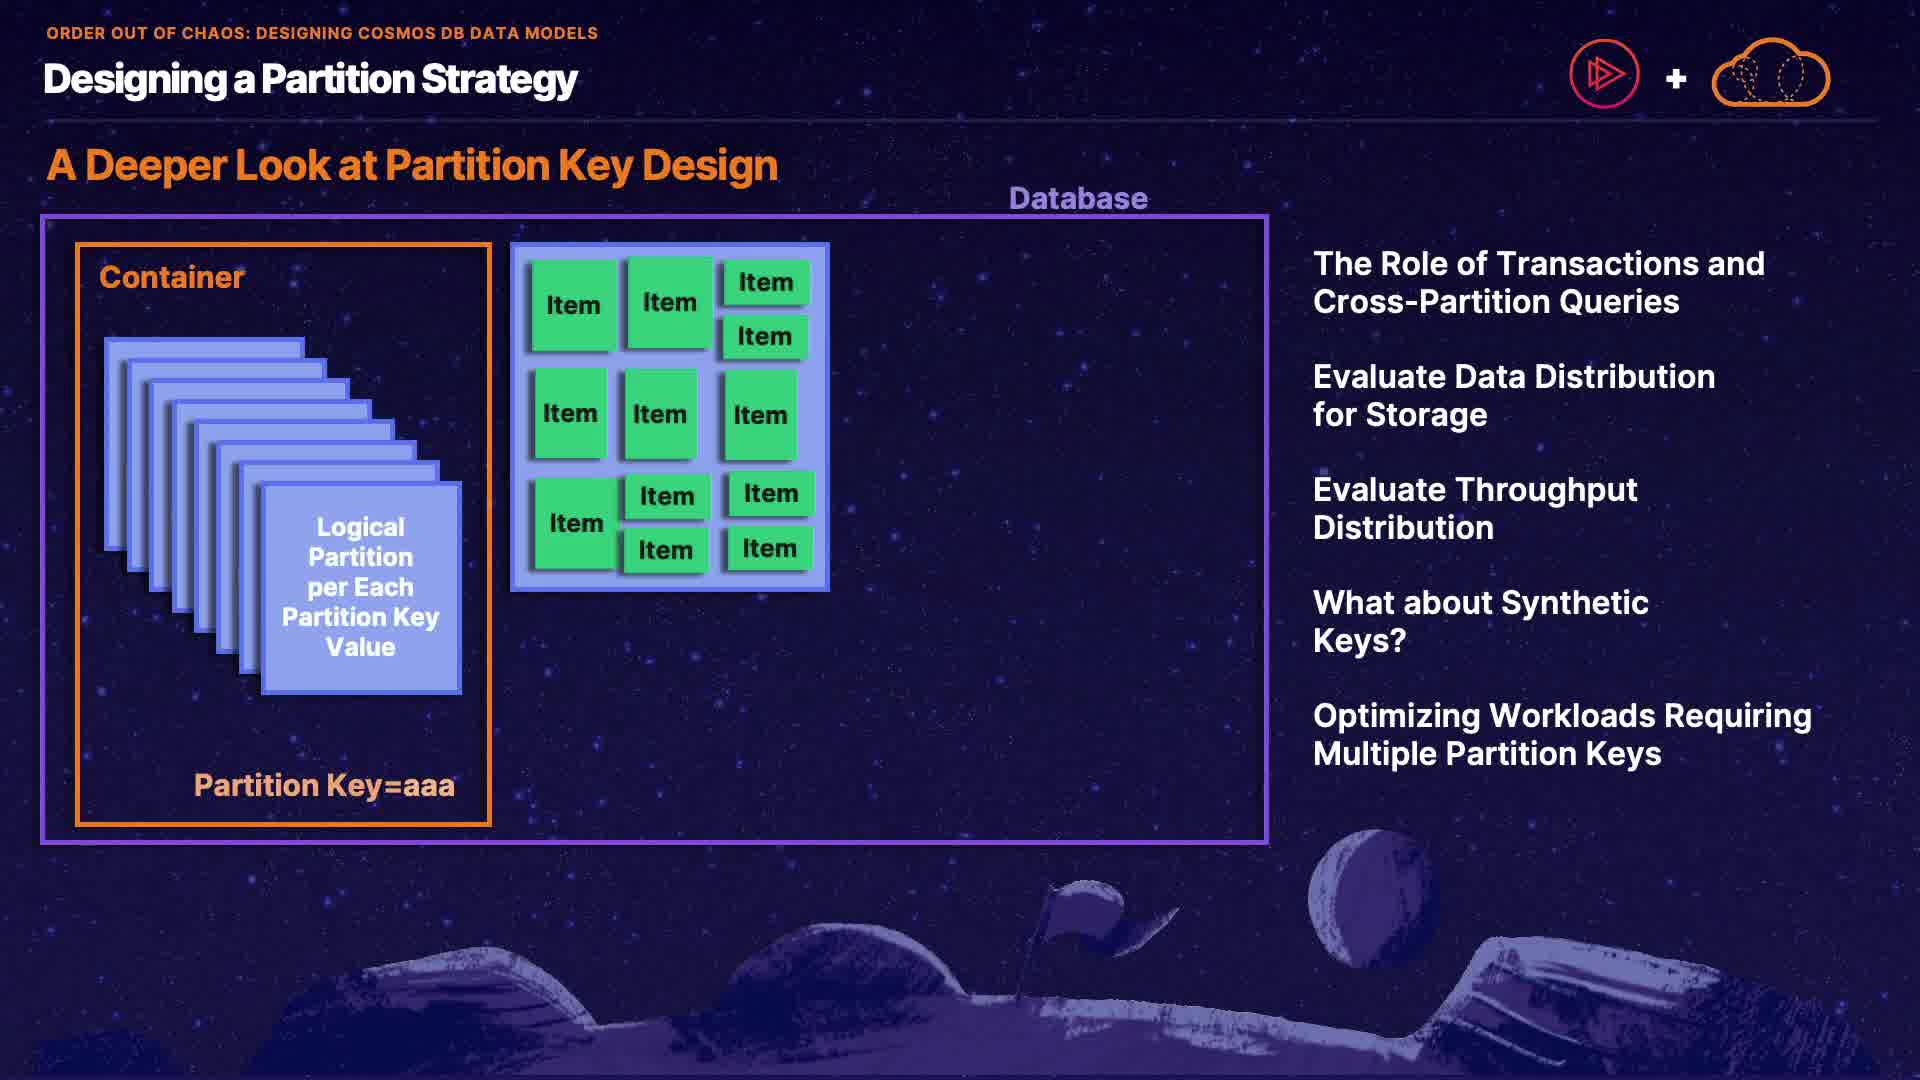 ORDER OUT OF CHAOS: DESIGNING COSMOS DB DATA MODELS
Designing a Partition Strategy
+
A Deeper Look at Partition Key Design
Database
Container
Logical
Partition
per Each
Partition Key
Value
Partition Key=aaa
Item
Item
Item
Item
Item
Item
Item
Item
Item
Item
Item
Item
The Role of Transactions and
Cross-Partition Queries
Evaluate Data Distribution
for Storage
Evaluate Throughput
Distribution
What about Synthetic
Keys?
Optimizing Workloads Requiring
Multiple Partition Keys